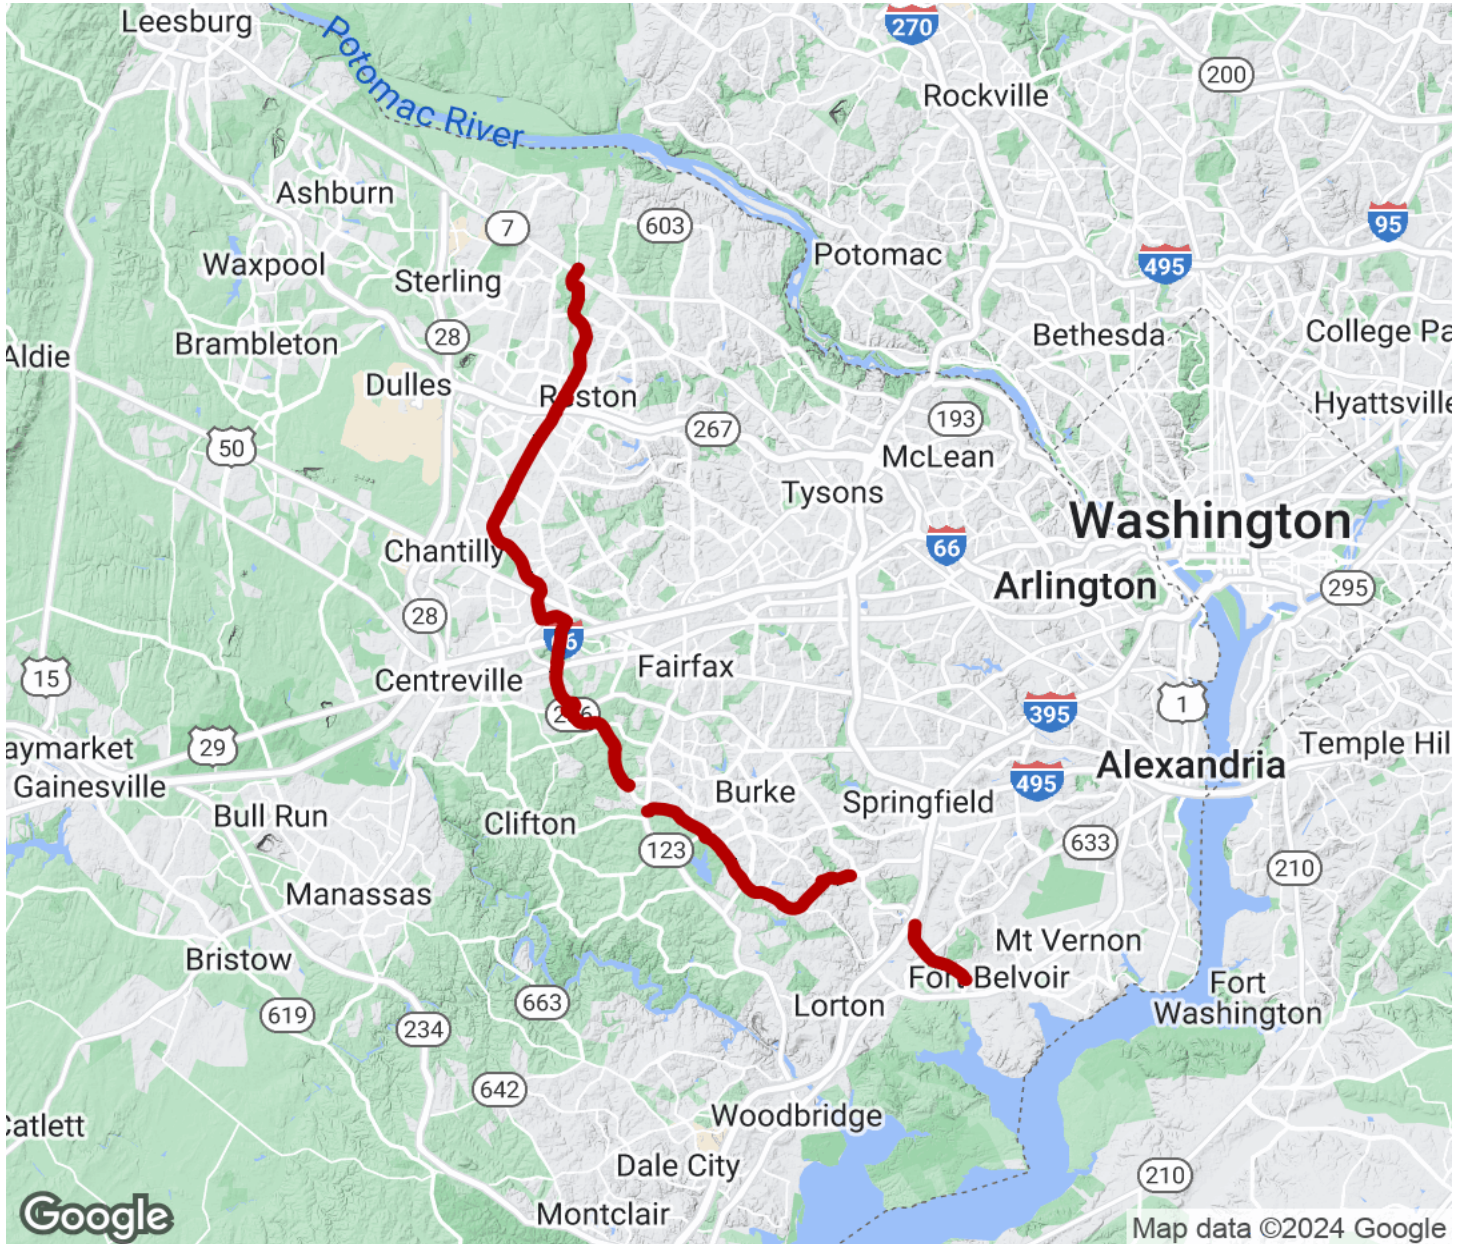 Leesburg
270
Potomac River
200
Rockville
Ashburn
7
603
95
Waxpool
Sterling
Potomac
495
28
Brambleton
Bethesda
College Pa
Aldie
Dulles
Reston
Hyattsville
193
50
267
McLean
Tysons
Washington
Chantilly
66
Arlington
295
28
Fairfax
15
Centreville
1
395
29
aymarket
Temple Hil
Gainesville
Alexandria
495
Burke
Springfield
Bull Run
Clifton
123
633
210
Manassas
Mt Vernon
Bristow
Fort Belvoir
Fort
Washington
663
Lorton
619
234
642
Woodbridge
Catlett
Dale City
210
Montclair
Google
Map data ©2024 Google